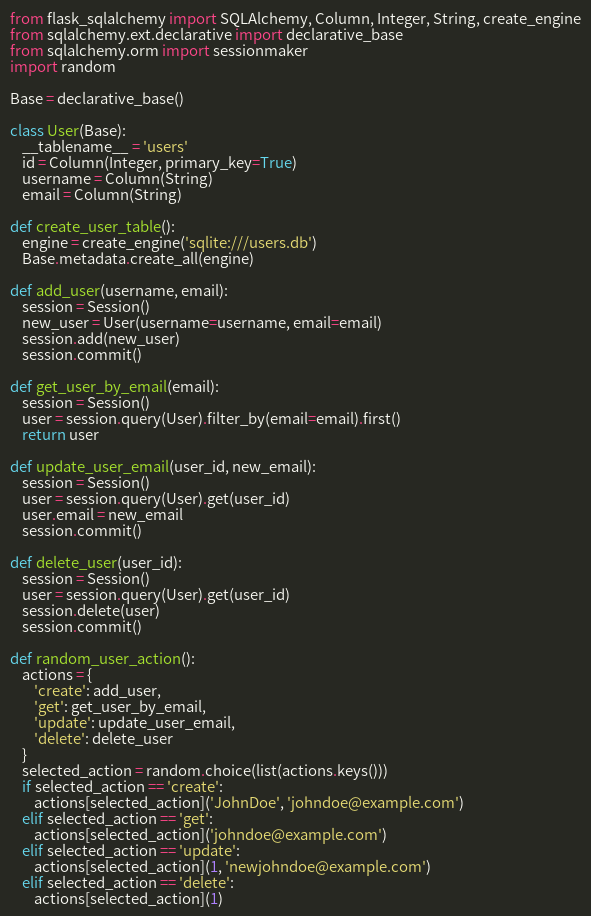 from flask_sqlalchemy import SQLAlchemy, Column, Integer, String, create_engine
from sqlalchemy.ext.declarative import declarative_base
from sqlalchemy.orm import sessionmaker
import random

Base = declarative_base()

class User(Base):
    __tablename__ = 'users'
    id = Column(Integer, primary_key=True)
    username = Column(String)
    email = Column(String)

def create_user_table():
    engine = create_engine('sqlite:///users.db')
    Base.metadata.create_all(engine)

def add_user(username, email):
    session = Session()
    new_user = User(username=username, email=email)
    session.add(new_user)
    session.commit()

def get_user_by_email(email):
    session = Session()
    user = session.query(User).filter_by(email=email).first()
    return user

def update_user_email(user_id, new_email):
    session = Session()
    user = session.query(User).get(user_id)
    user.email = new_email
    session.commit()

def delete_user(user_id):
    session = Session()
    user = session.query(User).get(user_id)
    session.delete(user)
    session.commit()

def random_user_action():
    actions = {
        'create': add_user,
        'get': get_user_by_email,
        'update': update_user_email,
        'delete': delete_user
    }
    selected_action = random.choice(list(actions.keys()))
    if selected_action == 'create':
        actions[selected_action]('JohnDoe', 'johndoe@example.com')
    elif selected_action == 'get':
        actions[selected_action]('johndoe@example.com')
    elif selected_action == 'update':
        actions[selected_action](1, 'newjohndoe@example.com')
    elif selected_action == 'delete':
        actions[selected_action](1)